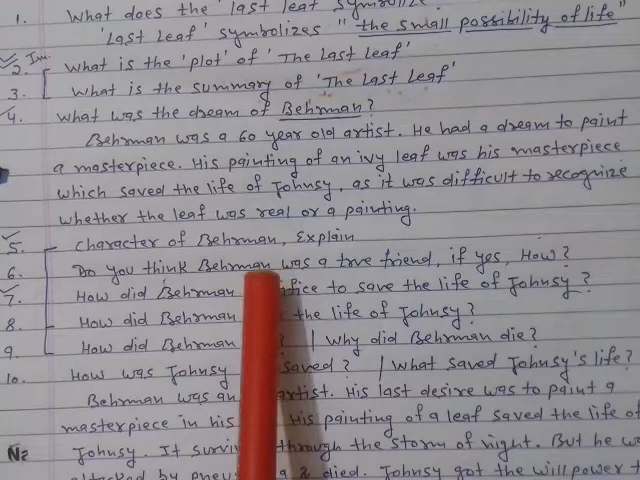 1. What does the 'last leaf' symbolize?
'Last leaf' symbolizes "the small possibility of life"
2. Imp. What is the 'plot' of 'The Last Leaf'
3. What is the summary of 'The Last Leaf'
4. What was the dream of Behrman?
Behrman was a 60 year old artist. He had a dream to paint
a masterpiece. His painting of an ivy leaf was his masterpiece
which saved the life of Johnsy, as it was difficult to recognize
whether the leaf was real or a painting.
5. Character of Behrman, Explain
6. Do you think Behrman was a true friend, if yes, How?
7. How did Behrman to save the life of Johnsy?
8. How did Behrman the life of Johnsy?
9. How did Behrman ? / Why did Behrman die?
10. How was Johnsy saved? / What saved Johnsy's life?
Behrman was an artist. His last desire was to paint a
masterpiece in his His painting of a leaf saved the life of
Johnsy. It through the storm of night. But he
by & died. Johnsy got the will power